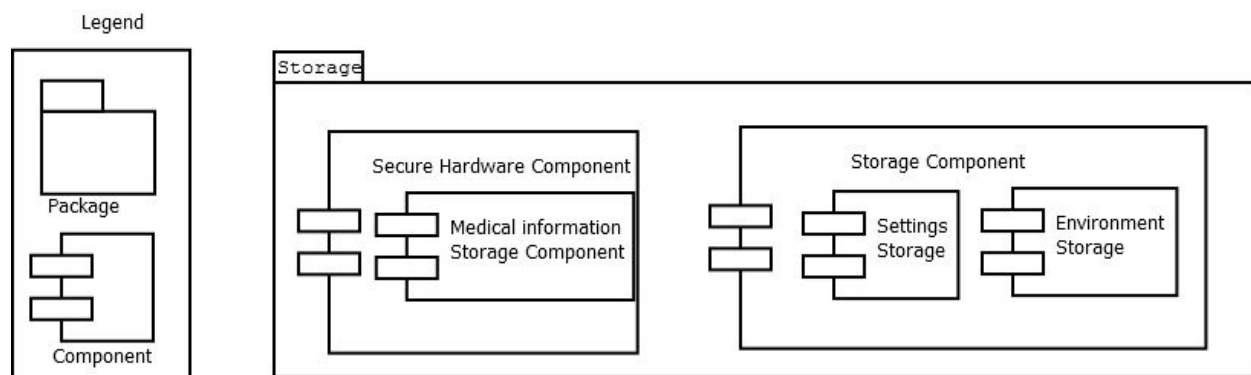 Legend
Package
Component
Storage
Secure Hardware Component
Medical information
Storage Component
Storage Component
Settings
Storage
Environment
Storage